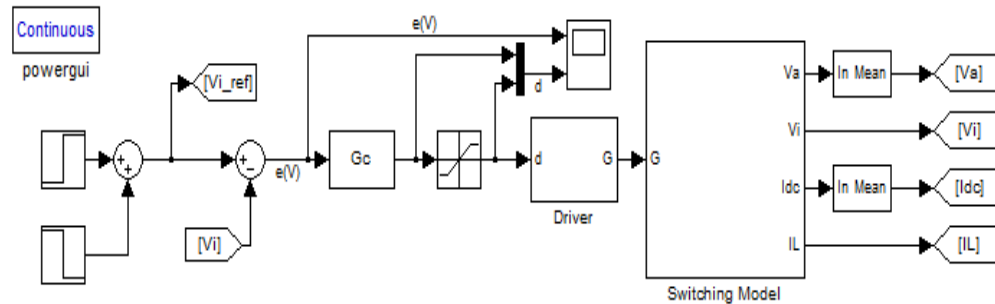 Continuous
powergui
[Vi_ref]
e(V)
d
+
+
+
−
e(V)
[Vi]
Gc
d
G
Driver
G
Va
Vi
Idc
IL
Switching Model
In Mean
In Mean
[Va]
[Vi]
[Idc]
[IL]